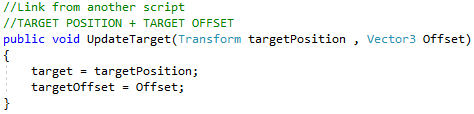 //Link from another script
//TARGET POSITION + TARGET OFFSET
public void UpdateTarget(Transform targetPosition , Vector3 Offset)
{
    target = targetPosition;
    targetOffset = Offset;
}